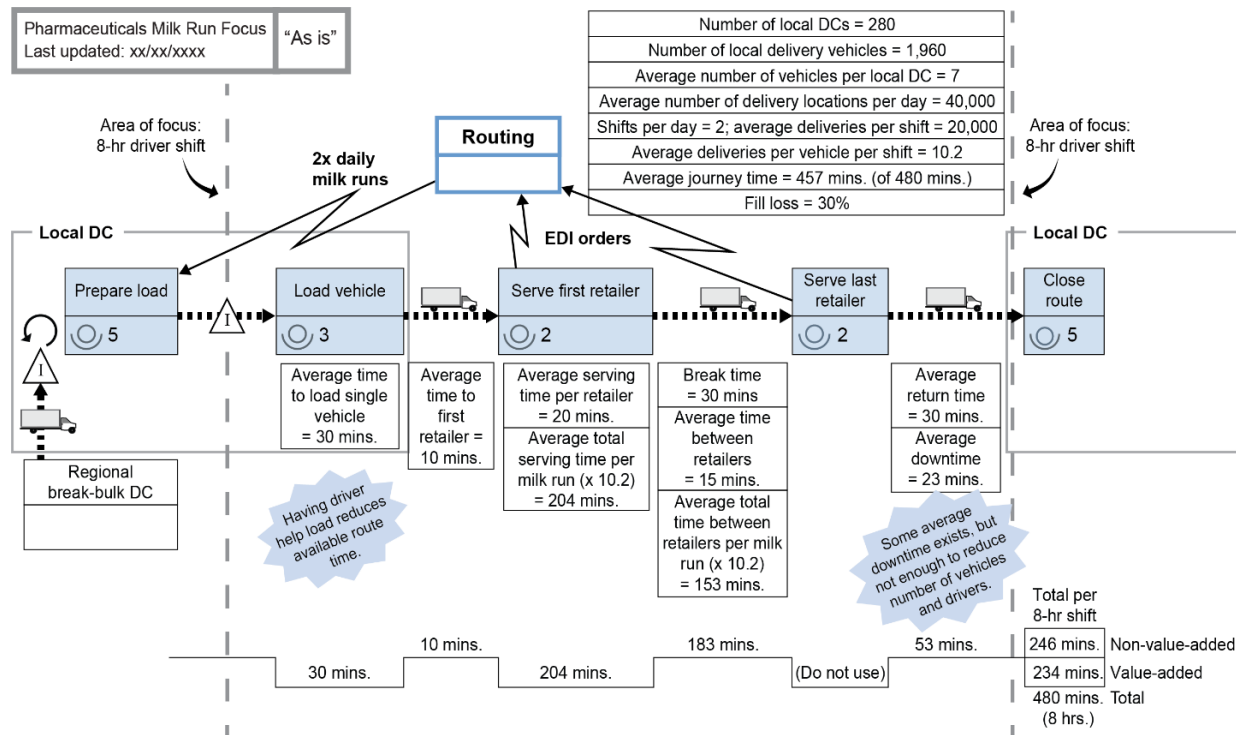 Pharmaceuticals Milk Run Focus
Last updated: xx/xx/xxxx
“As is”
Number of local DCs = 280
Number of local delivery vehicles = 1,960
Average number of vehicles per local DC = 7
Average number of delivery locations per day = 40,000
Shifts per day = 2; average deliveries per shift = 20,000
Average deliveries per vehicle per shift = 10.2
Average journey time = 457 mins. (of 480 mins.)
Fill loss = 30%
Area of focus:
8-hr driver shift
2x daily
milk runs
Routing
Area of focus:
8-hr driver shift
EDI orders
Local DC
Local DC
Prepare load
5
I
Load vehicle
3
Serve first retailer
2
Serve last
retailer
2
Close
route
5
I
Regional
break-bulk DC
Average time
to load single
vehicle
= 30 mins.
Average
time to
first
retailer =
10 mins.
Average serving
time per retailer
= 20 mins.
Average total
serving time per
milk run (x 10.2)
= 204 mins.
Break time
= 30 mins
Average time
between
retailers
= 15 mins.
Average total
time between
retailers per milk
run (x 10.2)
= 153 mins.
Average
return time
= 30 mins.
Average
downtime
= 23 mins.
Having driver
help load reduces
available route
time.
Some average
downtime exists, but
not enough to reduce
number of vehicles
and drivers.
Total per
8-hr shift
10 mins.
183 mins.
53 mins.
246 mins. Non-value-added
30 mins.
204 mins.
(Do not use)
234 mins. Value-added
480 mins. Total
(8 hrs.)